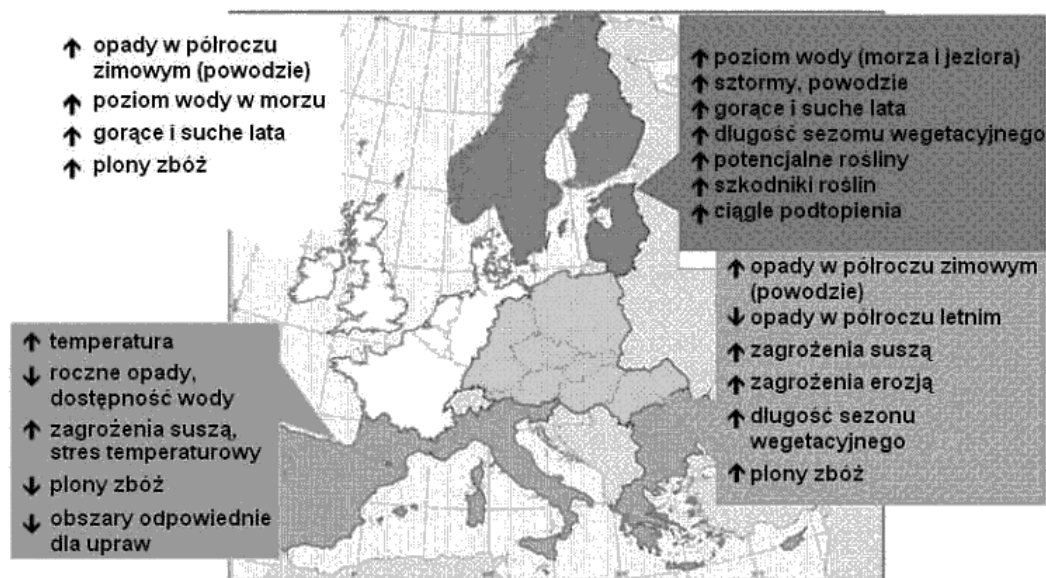 ↑ opady w półroczu
zimowym (powodzie)
↑ poziom wody w morzu
↑ gorące i suche lata
↑ plony zbóż
↑ poziom wody (morza i jeziora)
↑ sztormy, powodzie
↑ gorące i suche lata
↑ długość sezomu wegetacyjnego
↑ potencjalne rośliny
↑ szkodniki roślin
↑ ciągle podtopienia
↑ opady w półroczu zimowym
(powodzie)
↓ opady w półroczu letnim
↑ zagrożenia suszą
↑ zagrożenia erozją
↑ długość sezonu
wegetacyjnego
↑ plony zbóż
↑ temperatura
↓ roczne opady,
dostępność wody
↑ zagrożenia suszą,
stres temperaturowy
↓ plony zbóż
↓ obszary odpowiednie
dla upraw